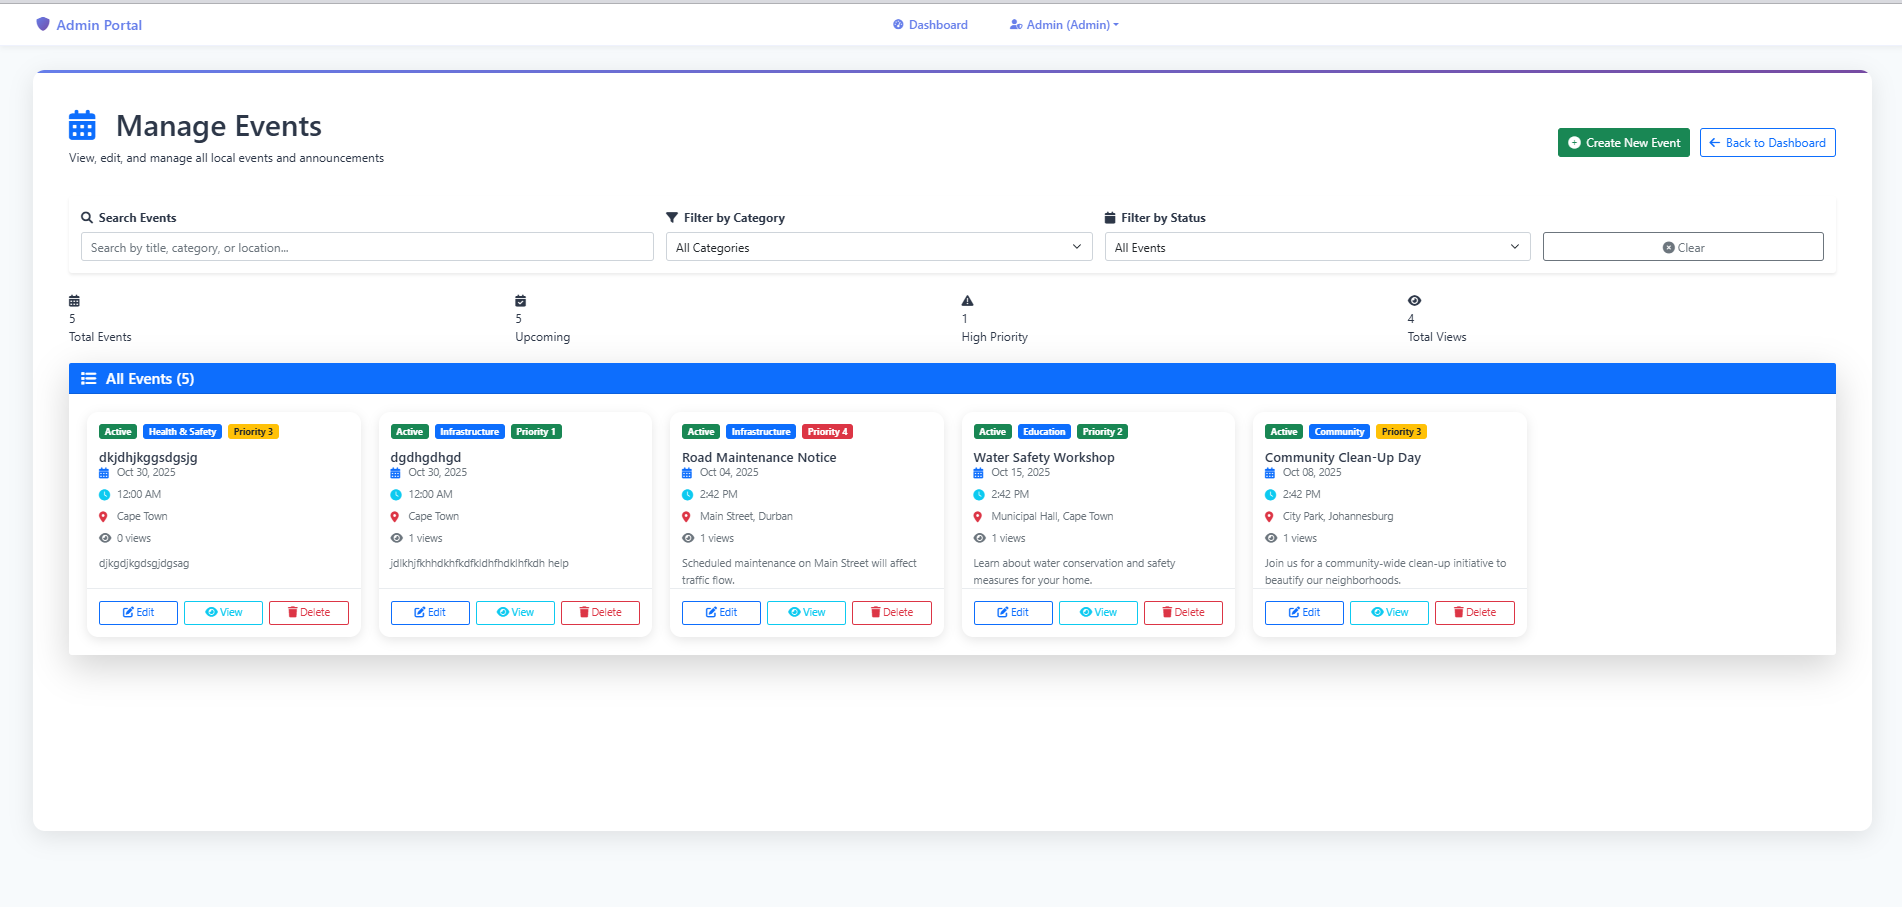 Admin Portal
Dashboard
Admin (Admin)
Manage Events
View, edit, and manage all local events and announcements
Create New Event
Back to Dashboard
Search Events
Filter by Category
Filter by Status
Search by title, category, or location...
All Categories
All Events
Clear
5
Total Events
5
Upcoming
1
High Priority
4
Total Views
All Events (5)
Active Health & Safety Priority 3
dkjdhjkggsdgsjg
Oct 30, 2025
12:00 AM
Cape Town
0 views
djkgdjkgdsgjdgsag
Edit View Delete
Active Infrastructure Priority 1
dgdhgdhgd
Oct 30, 2025
12:00 AM
Cape Town
1 views
jdlkhjfkhhdkhfkdfkldhfhdklhfkdh help
Edit View Delete
Active Infrastructure Priority 4
Road Maintenance Notice
Oct 04, 2025
2:42 PM
Main Street, Durban
1 views
Scheduled maintenance on Main Street will affect
traffic flow.
Edit View Delete
Active Education Priority 2
Water Safety Workshop
Oct 15, 2025
2:42 PM
Municipal Hall, Cape Town
1 views
Learn about water conservation and safety
measures for your home.
Edit View Delete
Active Community Priority 3
Community Clean-Up Day
Oct 08, 2025
2:42 PM
City Park, Johannesburg
1 views
Join us for a community-wide clean-up initiative to
beautify our neighborhoods.
Edit View Delete